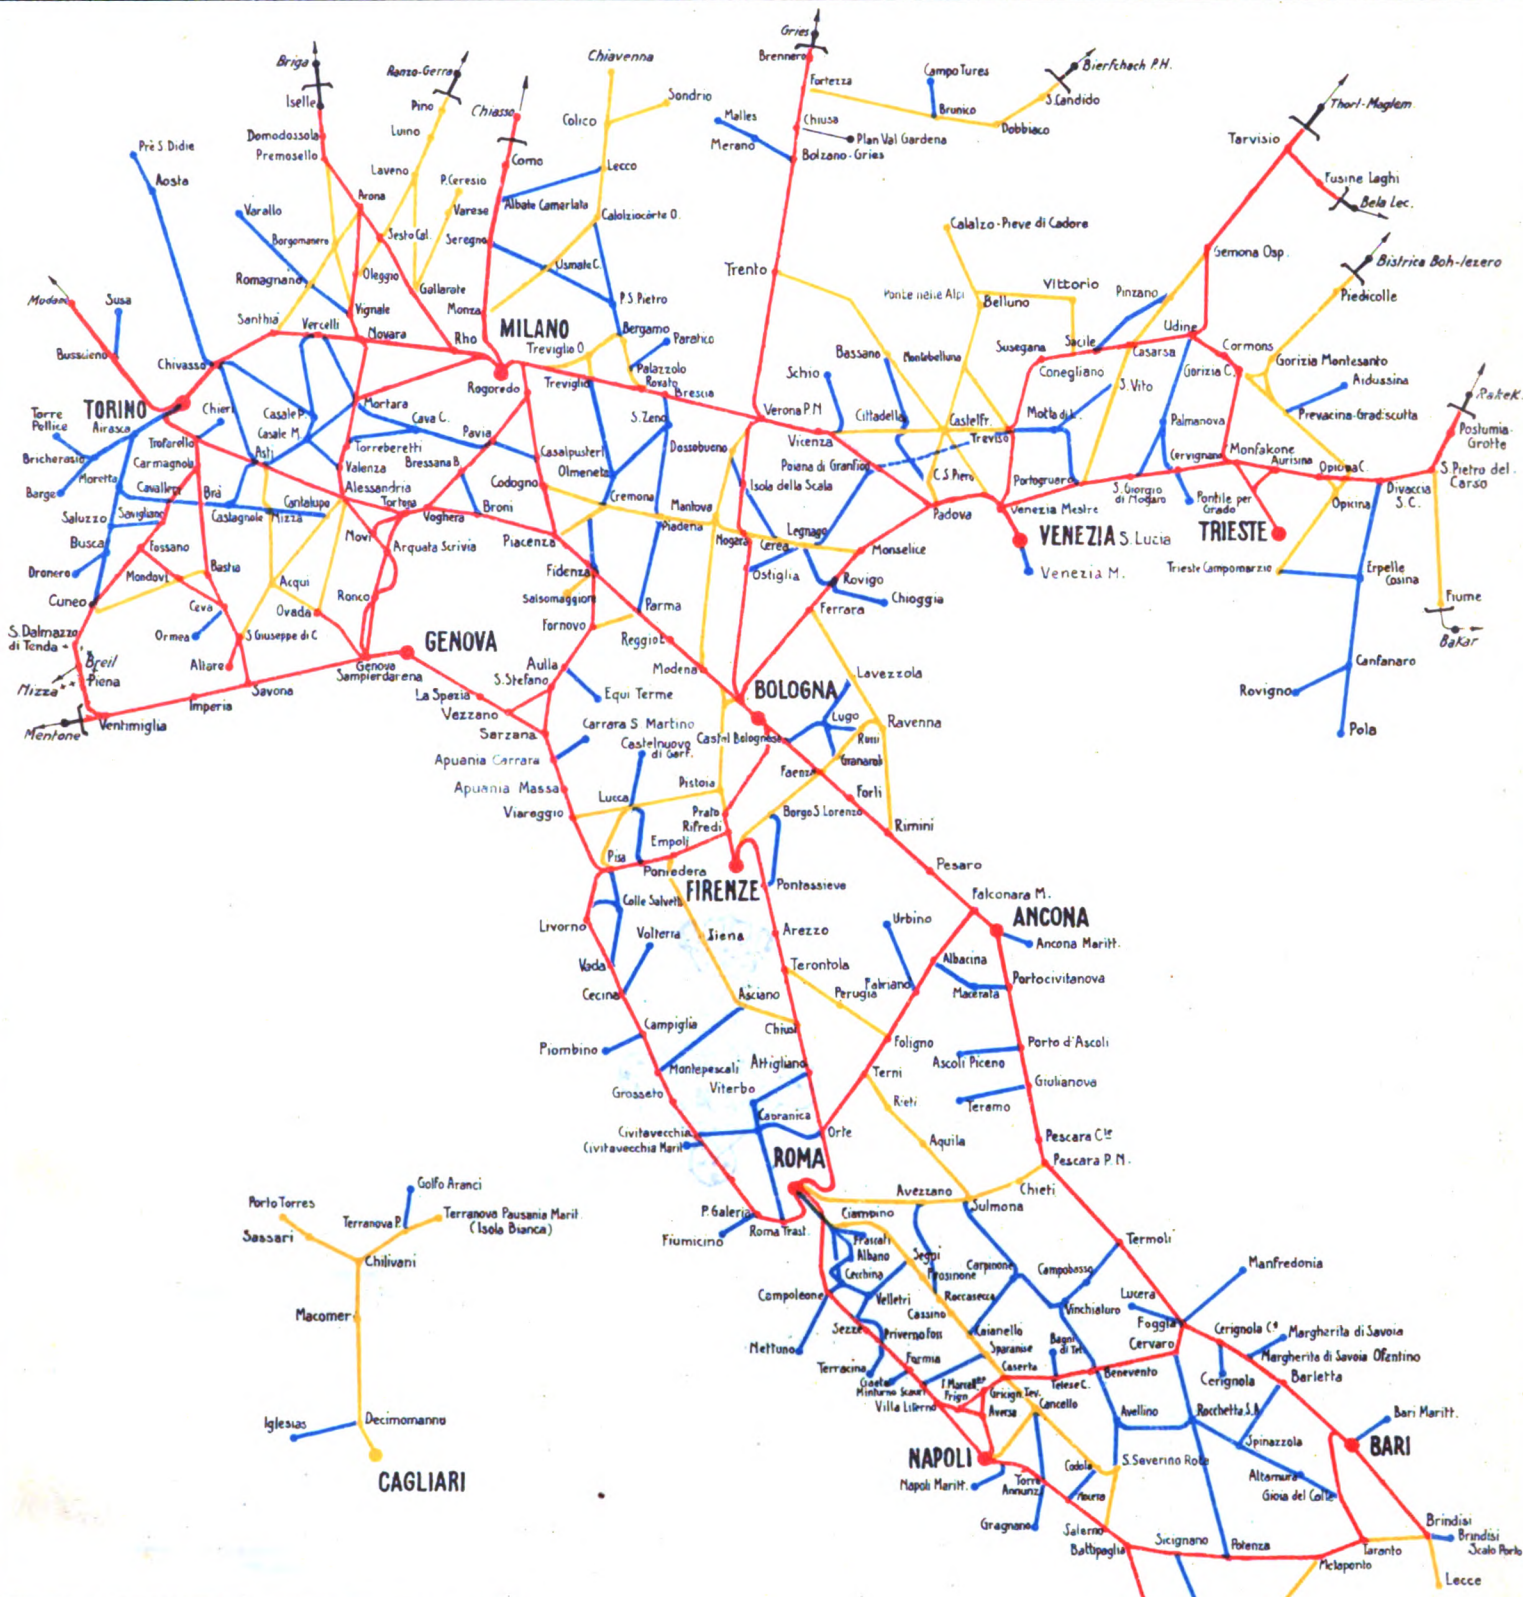 Gries
Brennero
Briga
Ranzo-Gerra
Chiavenna
Bierfchach P.H.
Fortezza
Campo Tures
Iselle
Pino
Chiasso
Sondrio
S. Candido
Thorl-Maglern
Colico
Malles
Chiusa
Brunico
Dobbiaco
Domodossola
Luino
Merano
Plan Val Gardena
Tarvisio
Prè S. Didie
Premosello
Como
Lecco
Bolzano-Gries
Aosta
Laveno
P. Ceresio
Fusine Laghi
Arona
Albate Camerlata
Bela Lec.
Varallo
Varese
Calolziocorte O.
Calalzo-Pieve di Cadore
Borgomanero
Sesto Cal.
Seregno
Gemona Osp.
Usmate C.
Trento
Bistrica Boh-Iezero
Romagnano
Oleggio
Gallarate
Ponte nelle Alpi
Vittorio
Pinzano
Piedicolle
Modane
Susa
P.S. Pietro
Belluno
Santhià
Vercelli
Vignale
Monza
Novara
Rho
MILANO
Bergamo
Paratico
Udine
Bussoleno
Chivasso
Treviglio O.
Bassano
Montebelluna
Susegana
Sacile
Casarsa
Cormons
Gorizia Montesanto
Rogoredo
Treviglio
Palazzolo
Rovato
Brescia
Schio
Conegliano
S. Vito
Gorizia C.
Aidussina
TORINO
Chieri
Casale P.
Mortara
Verona P.N
Cittadella
Castelfr.
Motta di L.
Palmanova
Prevacina-Gradiscutta
Rakek
Torre Pellice
Airasca
Trofarello
Casale M.
Cava C.
S. Zeno
Vicenza
Treviso
Postumia-Grotte
Bricherasio
Carmagnola
Asti
Torreberetti
Pavia
Casalpusterl
Dossobuono
Poiana di Granfion
Cervignano
Monfalcone
Moretta
Valenza
Bressana B.
Olmeneta
C.S. Piero
Portogruaro
Aurisina
Opicina C.
S. Pietro del Carso
Barge
Cavallerm.
Brà
Alessandria
Codogno
Cremona
Mantova
Isola della Scala
S. Giorgio di Nogaro
Pontile per Grado
Opicina
Divaccia S.C.
Saluzzo
Savigliano
Castagnole
Nizza
Cantalupo
Tortona
Voghera
Broni
Piadena
Legnago
Padova
Venezia Mestre
Busca
Fossano
Novi
Arquata Scrivia
Piacenza
Nogara
Cerea
Monselice
VENEZIA S. Lucia
TRIESTE
Dronero
Mondovì
Bastia
Acqui
Fidenza
Ostiglia
Rovigo
Venezia M.
Trieste Campomarzio
Erpelle Cosina
Cuneo
Ceva
Ovada
Ronco
Salsomaggiore
Parma
Ferrara
Chioggia
Fiume
S. Dalmazzo di Tenda
Ormea
S. Giuseppe di C.
GENOVA
Fornovo
Reggio E.
Bakar
Breil
Piena
Altare
Genova Sampierdarena
Aulla
Modena
Lavezzola
Canfanaro
Nizza
Savona
La Spezia
S. Stefano
Equi Terme
BOLOGNA
Rovigno
Imperia
Vezzano
Mentone
Ventimiglia
Sarzana
Carrara S. Martino
Castel Bolognese
Lugo
Ravenna
Pola
Castelnuovo di Garf.
Russi
Apuania Carrara
Granarolo
Apuania Massa
Pistoia
Faenza
Forlì
Viareggio
Lucca
Prato
Borgo S. Lorenzo
Rifredi
Rimini
Empoli
Pisa
Pontedera
Pesaro
FIRENZE
Pontassieve
Colle Salvetti
Falconara M.
Livorno
Volterra
Siena
Arezzo
Urbino
ANCONA
Ancona Maritt.
Vada
Terontola
Albacina
Cecina
Asciano
Perugia
Fabriano
Macerata
Portocivitanova
Campiglia
Chiusi
Piombino
Foligno
Porto d'Ascoli
Montepescali
Attigliano
Ascoli Piceno
Grosseto
Viterbo
Terni
Giulianova
Capranica
Rieti
Teramo
Civitavecchia
Orte
Civitavecchia Marit.
Aquila
Pescara Cle
ROMA
Pescara P.N.
Golfo Aranci
Avezzano
Chieti
Porto Torres
Terranova P.
Terranova Pausania Marit.
(Isola Bianca)
P. Galeria
Ciampino
Sulmona
Sassari
Fiumicino
Roma Trast.
Frascati
Chilivani
Albano
Segni
Termoli
Cecchina
Frosinone
Carpinone
Campobasso
Manfredonia
Macomer
Campoleone
Velletri
Roccasecca
Vinchiaturo
Lucera
Cassino
Foggia
Sezze
Priverno Foss
Caianello
Cervaro
Cerignola Cª
Margherita di Savoia
Nettuno
Sparanise
Bagni di Tel.
Margherita di Savoia Ofantino
Terracina
Formia
Caserta
Benevento
Cerignola
Barletta
Gaeta
Minturno Scauri
Telese C.
Iglesias
Decimomannu
Villa Literno
Frign
Gricign. Tev.
Cancello
Avellino
Rocchetta S.A.
Bari Maritt.
Aversa
CAGLIARI
NAPOLI
Spinazzola
BARI
Codola
S. Severino Rota
Napoli Maritt.
Torre Annunz.
Altamura
Gioia del Colle
Gragnano
Salerno
Brindisi
Brindisi Scalo Porto
Battipaglia
Sicignano
Potenza
Taranto
Metaponto
Lecce